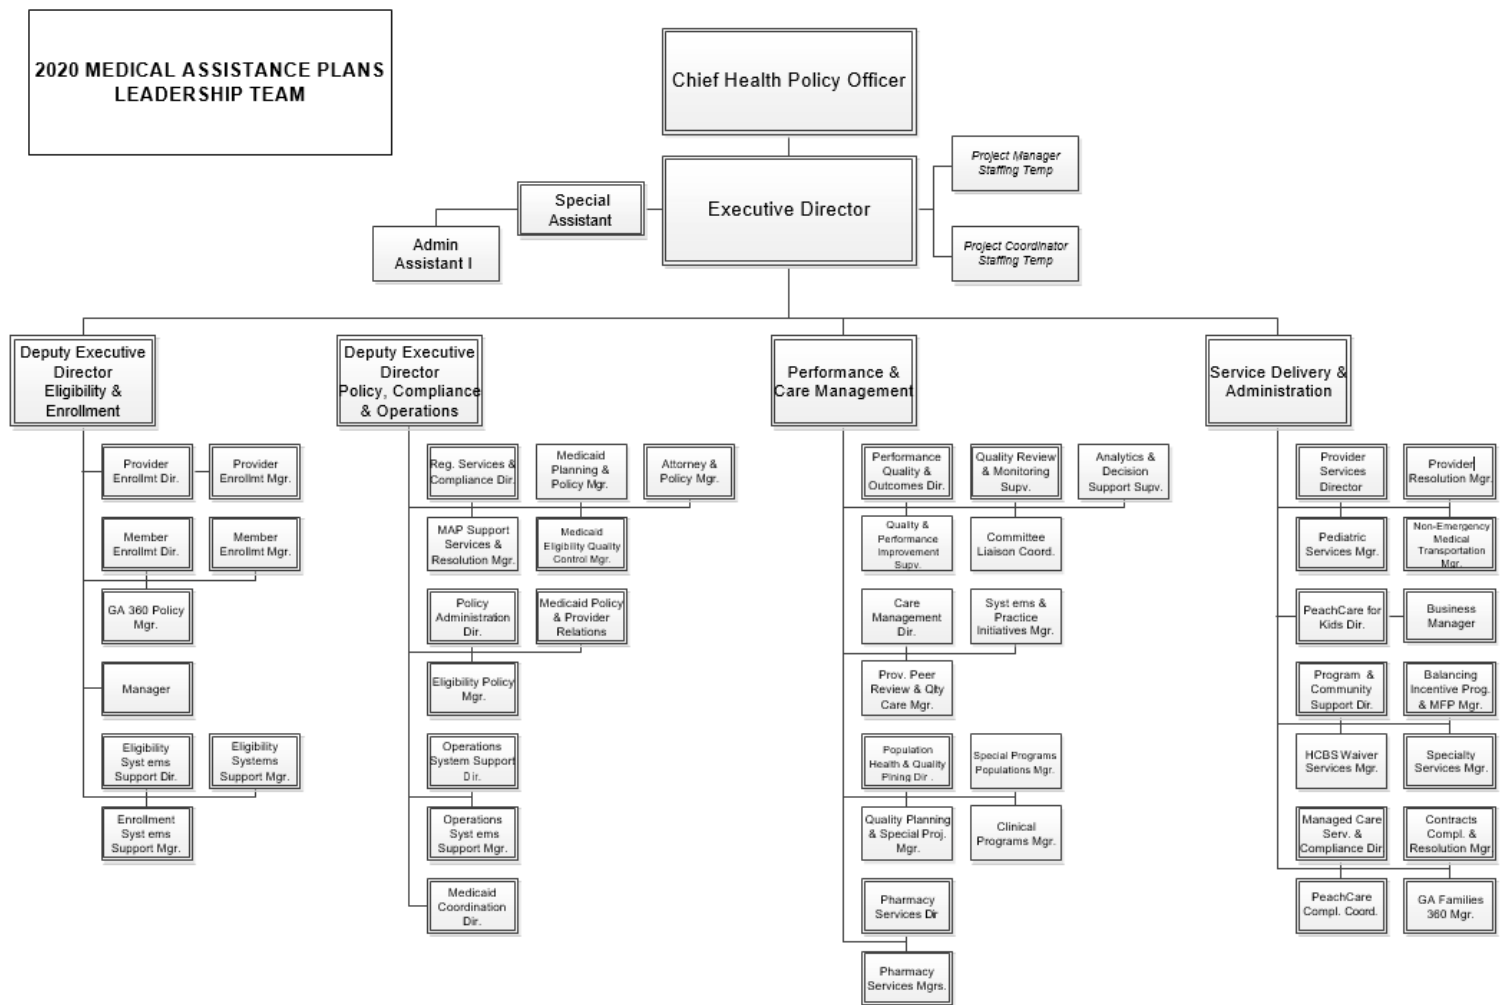 2020 MEDICAL ASSISTANCE PLANS
LEADERSHIP TEAM
Chief Health Policy Officer
Executive Director
Project Manager
Staffing Temp
Project Coordinator
Staffing Temp
Special
Assistant
Admin
Assistant I
Deputy Executive
Director
Eligibility &
Enrollment
Provider
Enrollmt Dir.
Provider
Enrollmt Mgr.
Member
Enrollmt Dir.
Member
Enrollmt Mgr.
GA 360 Policy
Mgr.
Manager
Eligibility
Syst ems
Support Dir.
Eligibility
Systems
Support Mgr.
Enrollment
Syst ems
Support Mgr.
Deputy Executive
Director
Policy, Compliance
& Operations
Reg. Services &
Compliance Dir.
Medicaid
Planning &
Policy Mgr.
Attorney &
Policy Mgr.
MAP Support
Services &
Resolution Mgr.
Medicaid
Eligibility Quality
Control Mgr.
Policy
Administration
Dir.
Medicaid Policy
& Provider
Relations
Eligibility Policy
Mgr.
Operations
System Support
Dir.
Operations
Syst ems
Support Mgr.
Medicaid
Coordination
Dir.
Performance &
Care Management
Performance
Quality &
Outcomes Dir.
Quality Review
& Monitoring
Supv.
Analytics &
Decision
Support Supv.
Quality &
Performance
Improvement
Supv.
Committee
Liaison Coord.
Care
Management
Dir.
Syst ems &
Practice
Initiatives Mgr.
Prov. Peer
Review & Qlty
Care Mgr.
Population
Health & Quality
Plning Dir .
Special Programs
Populations Mgr.
Quality Planning
& Special Proj.
Mgr.
Clinical
Programs Mgr.
Pharmacy
Services Dir
Pharmacy
Services Mgrs.
Service Delivery &
Administration
Provider
Services
Director
Provider
Resolution Mgr.
Pediatric
Services Mgr.
Non-Emergency
Medical
Transportation
Mgr.
PeachCare for
Kids Dir.
Business
Manager
Program &
Community
Support Dir.
Balancing
Incentive Prog.
& MFP Mgr.
HCBS Waiver
Services Mgr.
Specialty
Services Mgr.
Managed Care
Serv. &
Compliance Dir
Contracts
Compl. &
Resolution Mgr
PeachCare
Compl. Coord.
GA Families
360 Mgr.